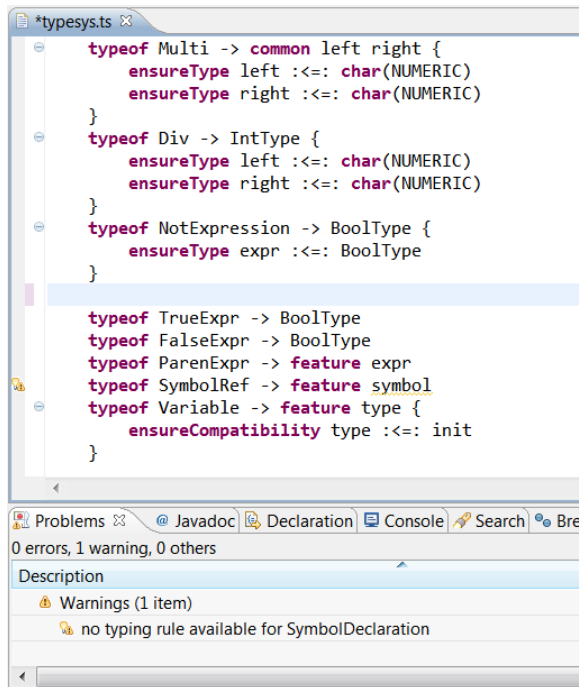 *typesys.ts
typeof Multi -> common left right {
ensureType left :<=: char(NUMERIC)
ensureType right :<=: char(NUMERIC)
}
typeof Div -> IntType {
ensureType left :<=: char(NUMERIC)
ensureType right :<=: char(NUMERIC)
}
typeof NotExpression -> BoolType {
ensureType expr :<=: BoolType
}
typeof TrueExpr -> BoolType
typeof FalseExpr -> BoolType
typeof ParenExpr -> feature expr
typeof SymbolRef -> feature symbol
typeof Variable -> feature type {
ensureCompatibility type :<=: init
}
Problems @ Javadoc Declaration Console Search Bre
0 errors, 1 warning, 0 others
Description
Warnings (1 item)
no typing rule available for SymbolDeclaration